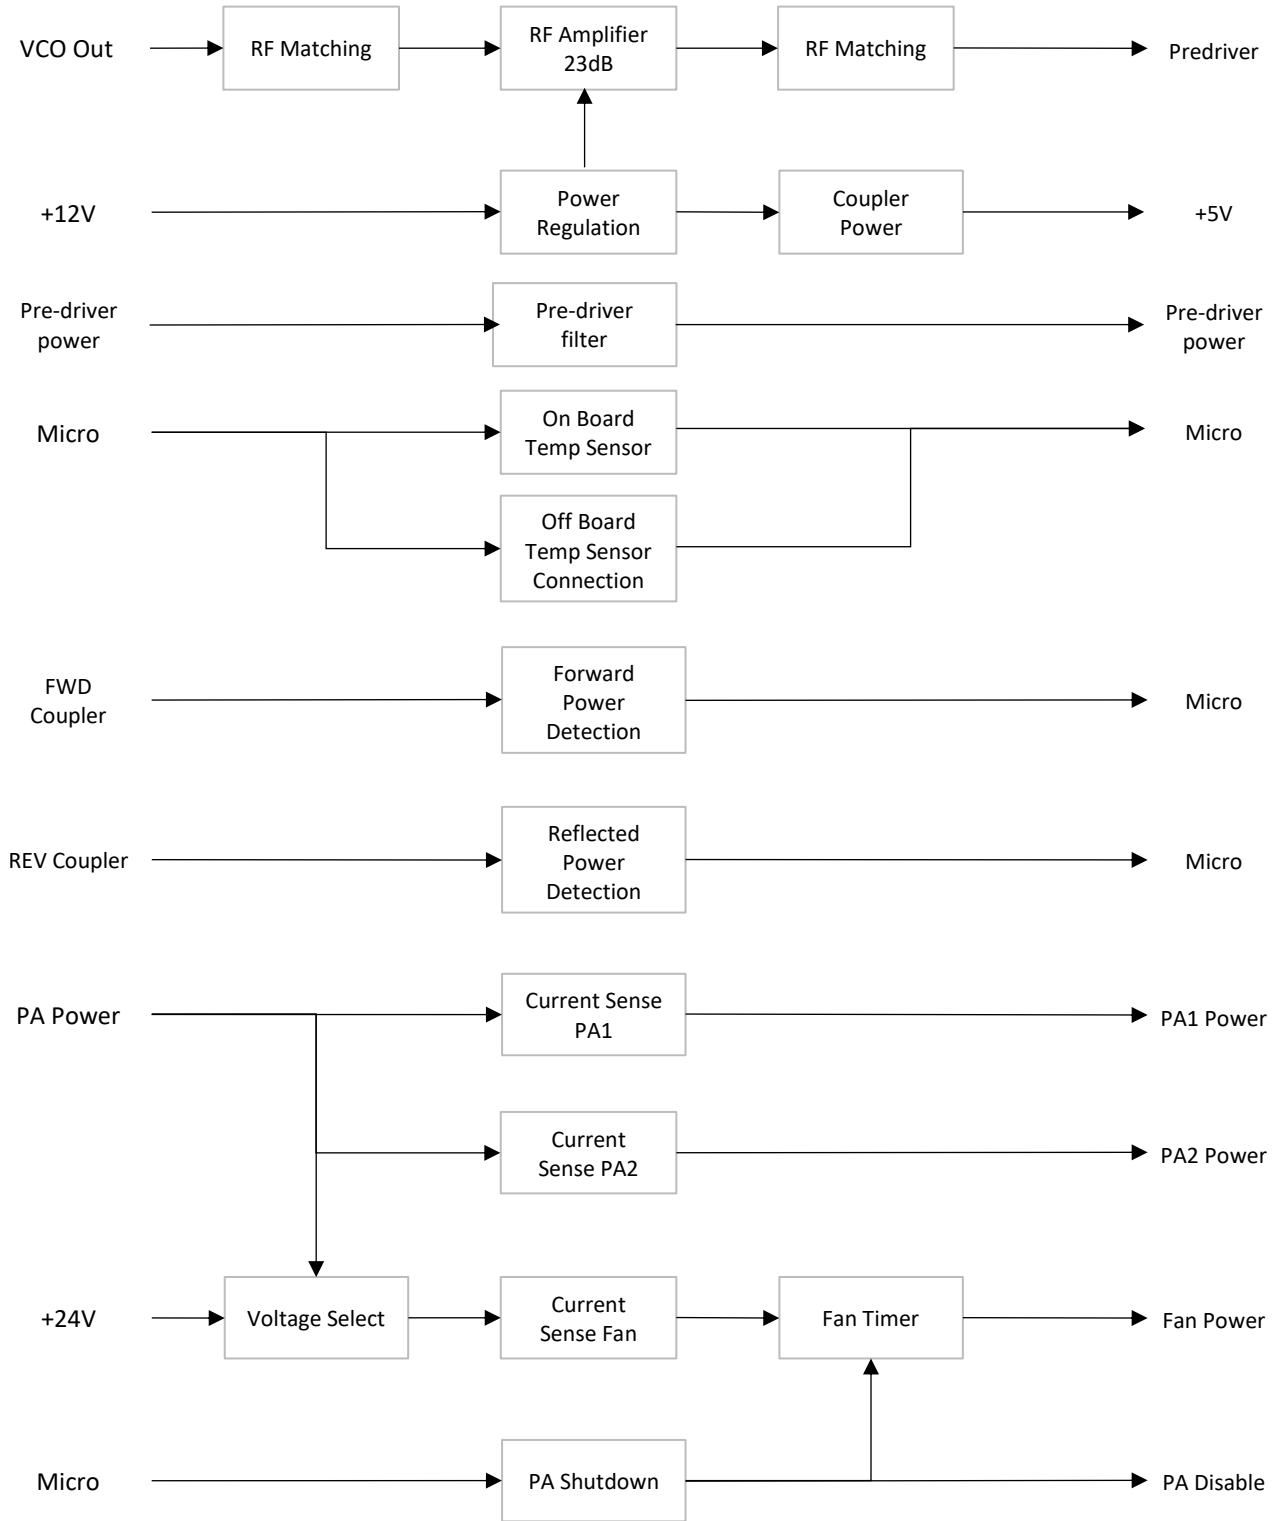 VCO Out
RF Matching
RF Amplifier
23dB
RF Matching
Predriver
+12V
Power
Regulation
Coupler
Power
+5V
Pre-driver
power
Pre-driver
filter
Pre-driver
power
Micro
On Board
Temp Sensor
Micro
Off Board
Temp Sensor
Connection
FWD
Coupler
Forward
Power
Detection
Micro
REV Coupler
Reflected
Power
Detection
Micro
PA Power
Current Sense
PA1
PA1 Power
Current
Sense PA2
PA2 Power
+24V
Voltage Select
Current
Sense Fan
Fan Timer
Fan Power
Micro
PA Shutdown
PA Disable